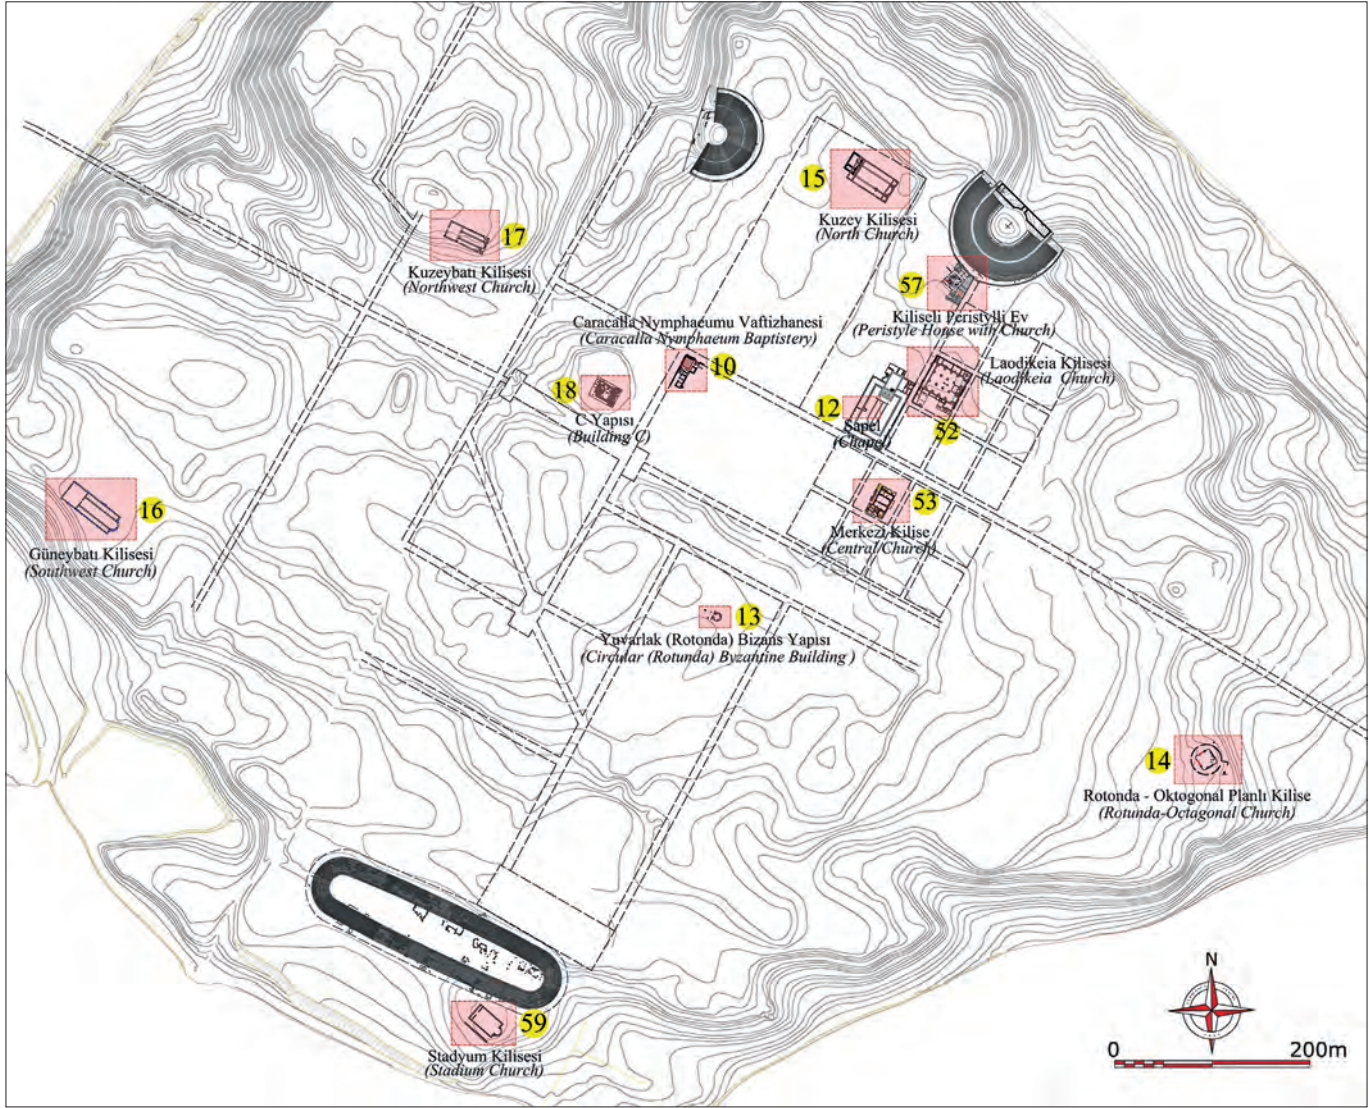 15
Kuzey Kilisesi
(North Church)
17
Kuzeybatı Kilisesi
(Northwest Church)
57
Kiliseli Peristylli Ev
(Peristyle House with Church)
Caracalla Nymphaeumu Vaftizhanesi
(Caracalla Nymphaeum Baptistery)
10
Laodikeia Kilisesi
(Laodikeia Church)
52
18
C Yapısı
(Building C)
12
Şapel
(Chapel)
16
Güneybatı Kilisesi
(Southwest Church)
53
Merkezi Kilise
(Central Church)
13
Yuvarlak (Rotonda) Bizans Yapısı
(Circular (Rotunda) Byzantine Building )
14
Rotonda - Oktogonal Planlı Kilise
(Rotunda-Octagonal Church)
59
Stadyum Kilisesi
(Stadium Church)
N
0 200m